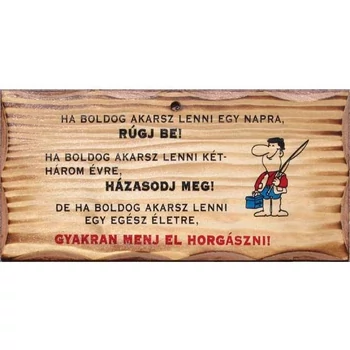 HA BOLDOG AKARSZ LENNI EGY NAPRA,
RÚGJ BE!
HA BOLDOG AKARSZ LENNI KÉT-
HÁROM ÉVRE,
HÁZASODJ MEG!
DE HA BOLDOG AKARSZ LENNI
EGY EGÉSZ ÉLETRE,
GYAKRAN MENJ EL HORGÁSZNI!